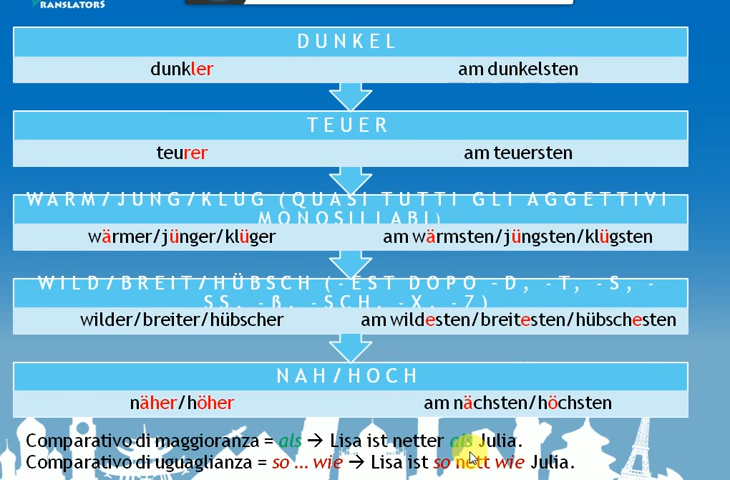 RANSLATORS
DUNKEL
dunkler am dunkelsten
TEUER
teurer am teuersten
WARM/JUNG/KLUG (QUASI TUTTI GLI AGGETTIVI
MONOSILLABI)
wärmer/jünger/klüger am wärmsten/jüngsten/klügsten
WILD/BREIT/HÜBSCH (-EST DOPO -D, -T, -S, -
SS, -ß, -SCH, -X, -Z)
wilder/breiter/hübscher am wildesten/breitesten/hübschesten
NAH/HOCH
näher/höher am nächsten/höchsten
Comparativo di maggioranza = als → Lisa ist netter als Julia.
Comparativo di uguaglianza = so ... wie → Lisa ist so nett wie Julia.